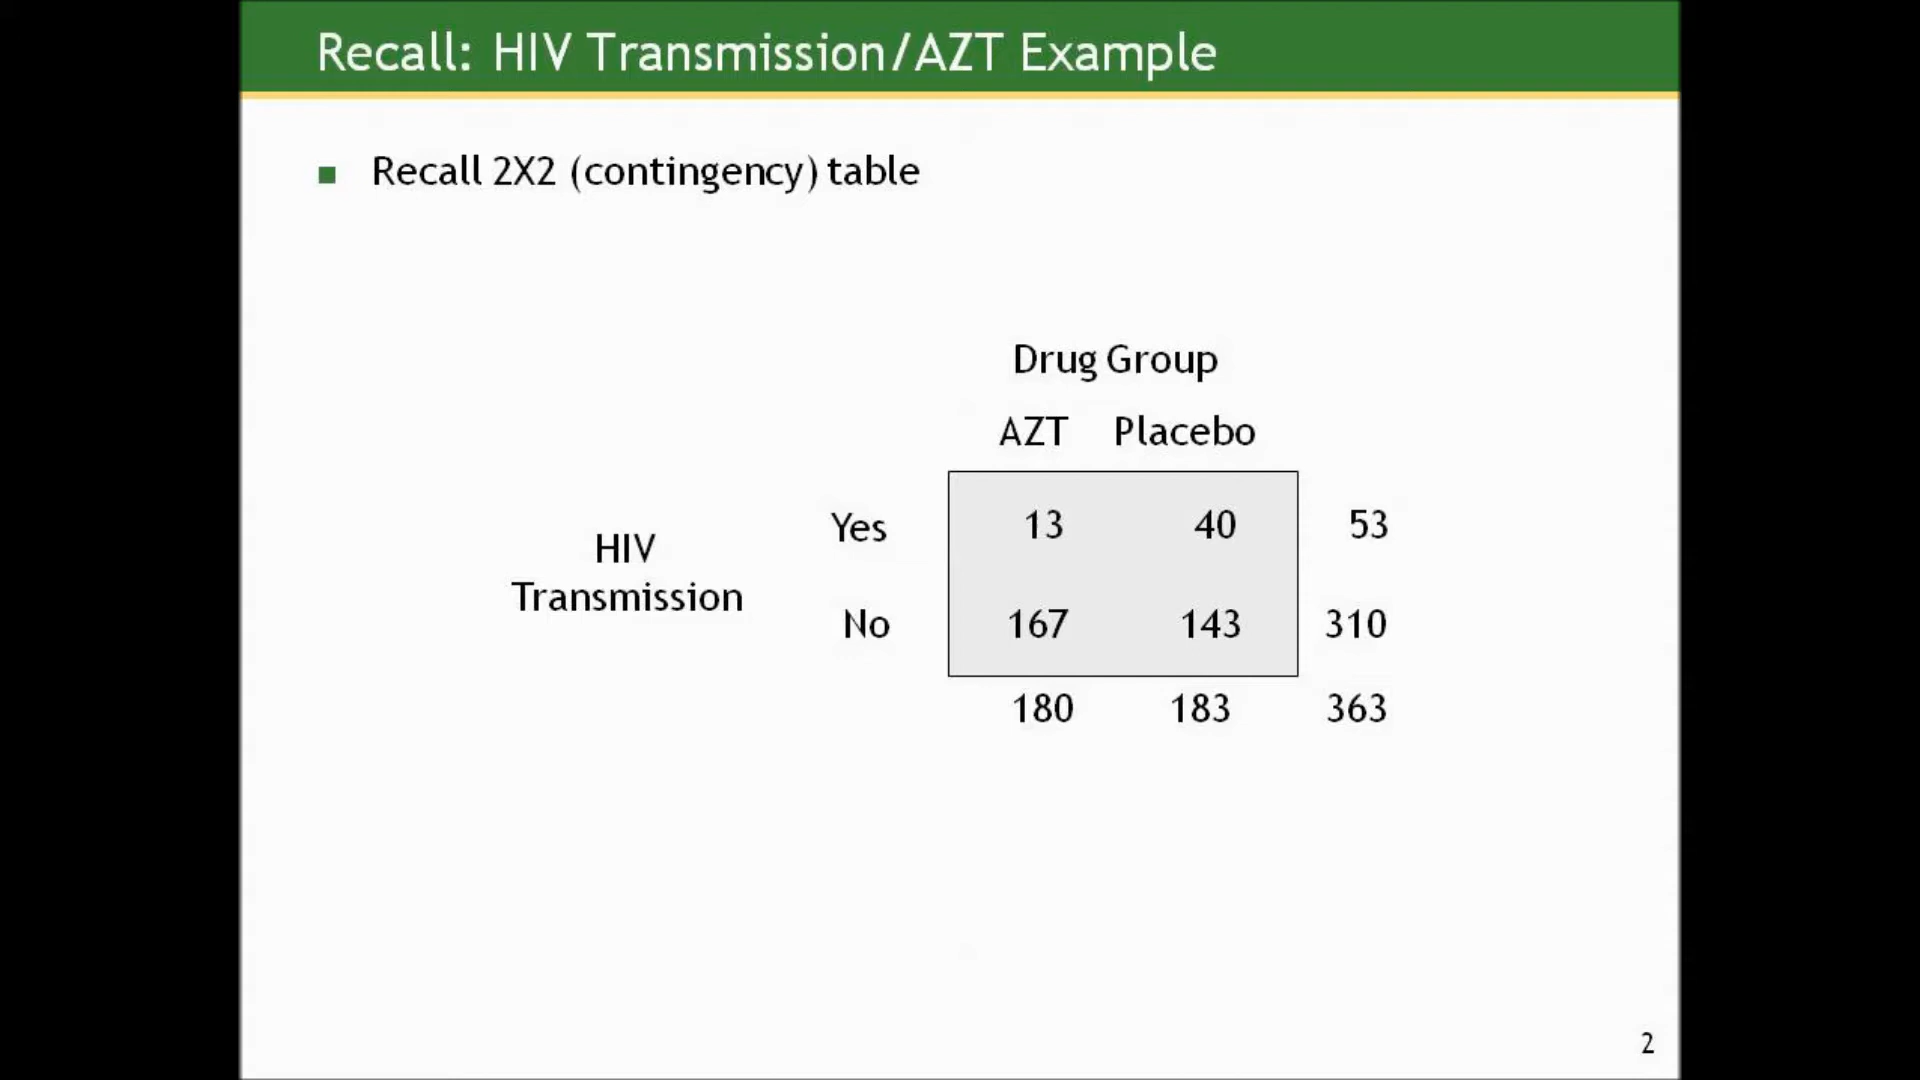 Recall: HIV Transmission/AZT Example
Recall 2X2 (contingency) table
Drug Group
AZT Placebo
Yes 13 40 53
HIV
Transmission
No 167 143 310
180 183 363
2